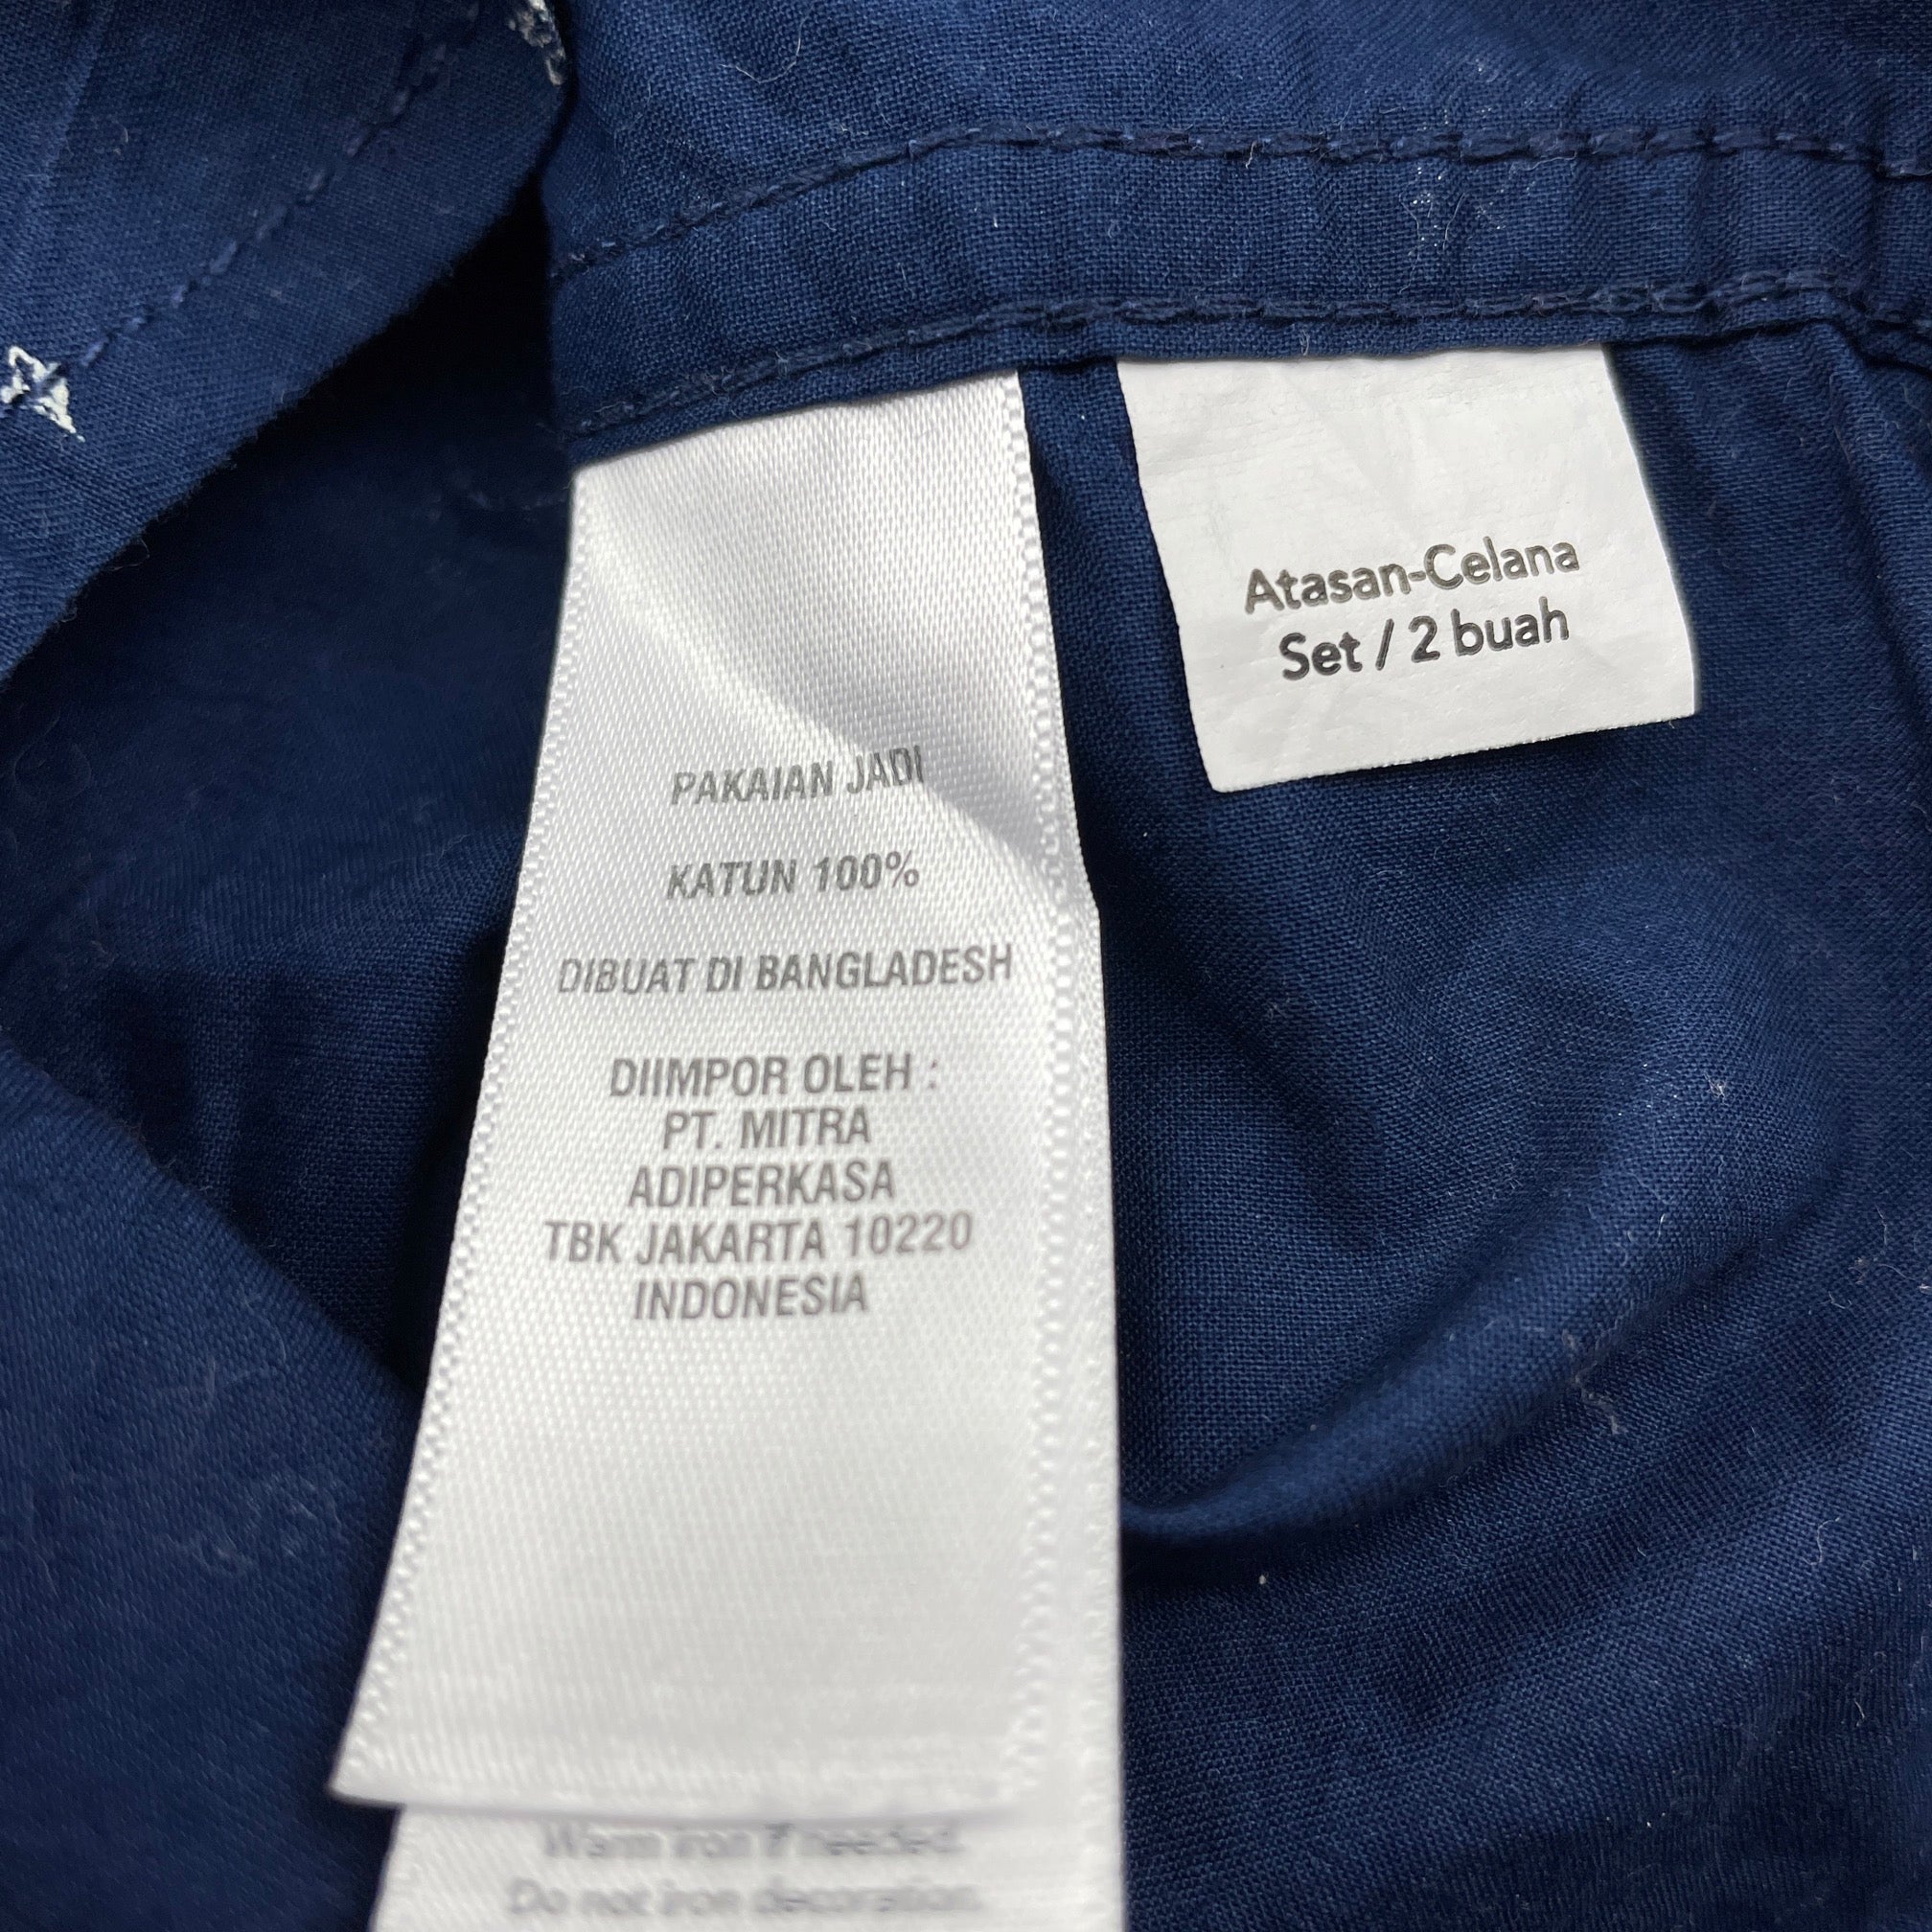 PAKAIAN JADI
KATUN 100%
DIBUAT DI BANGLADESH
DIIMPOR OLEH :
PT. MITRA
ADIPERKASA
TBK JAKARTA 10220
INDONESIA
Warm iron if needed.
Do not iron decoration.
Atasan-Celana
Set / 2 buah